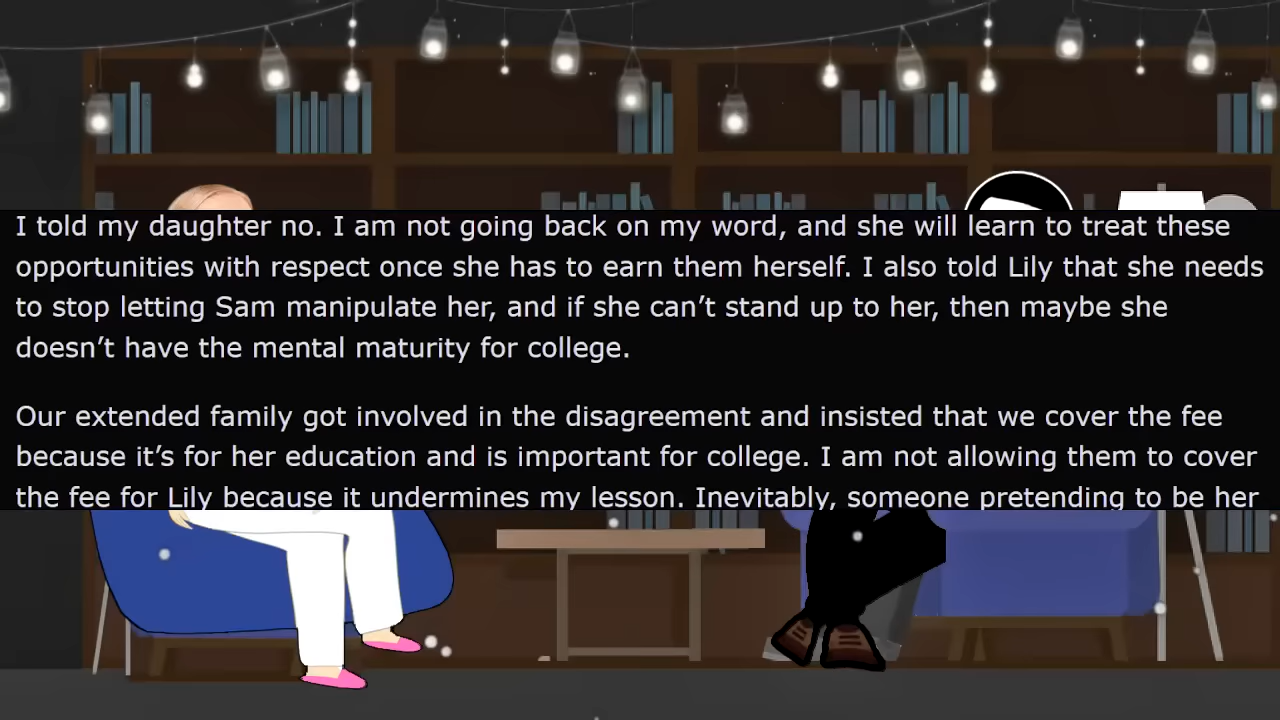 I told my daughter no. I am not going back on my word, and she will learn to treat these
opportunities with respect once she has to earn them herself. I also told Lily that she needs
to stop letting Sam manipulate her, and if she can’t stand up to her, then maybe she
doesn’t have the mental maturity for college.
Our extended family got involved in the disagreement and insisted that we cover the fee
because it’s for her education and is important for college. I am not allowing them to cover
the fee for Lily because it undermines my lesson. Inevitably, someone pretending to be her